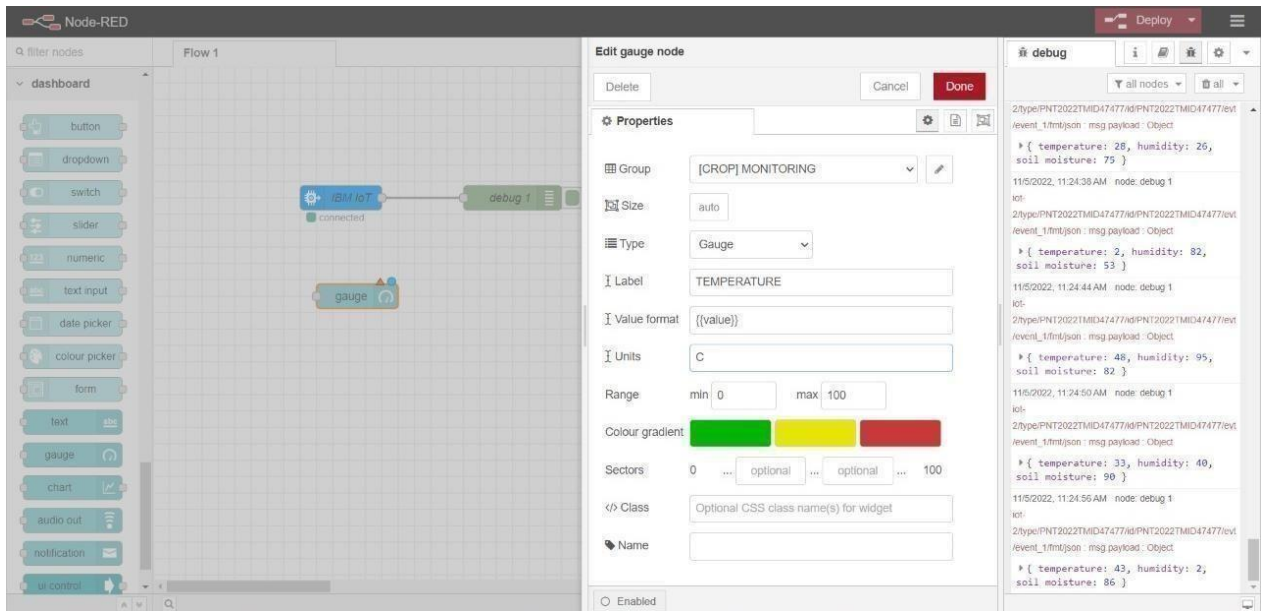 Node-RED
Deploy
filter nodes
Flow 1
dashboard
button
dropdown
switch
slider
numeric
123
text input
abc
date picker
colour picker
form
text
abc
gauge
chart
audio out
notification
ui control
IBM IoT
connected
debug 1
gauge
Edit gauge node
Delete
Cancel
Done
Properties
Group
[CROP] MONITORING
Size
auto
Type
Gauge
Label
TEMPERATURE
Value format
{{value}}
Units
C
Range
min 0
max 100
Colour gradient
Sectors
0 ... optional ... optional ... 100
</> Class
Optional CSS class name(s) for widget
Name
Enabled
debug
i
all nodes
all
2/type/PNT2022TMID47477/id/PNT2022TMID47477/evt
/event_1/fmt/json : msg.payload : Object
{ temperature: 28, humidity: 26,
soil moisture: 75 }
11/5/2022, 11:24:38 AM node: debug 1
iot-
2/type/PNT2022TMID47477/id/PNT2022TMID47477/evt
/event_1/fmt/json : msg.payload : Object
{ temperature: 2, humidity: 82,
soil moisture: 53 }
11/5/2022, 11:24:44 AM node: debug 1
iot-
2/type/PNT2022TMID47477/id/PNT2022TMID47477/evt
/event_1/fmt/json : msg.payload : Object
{ temperature: 48, humidity: 95,
soil moisture: 82 }
11/5/2022, 11:24:50 AM node: debug 1
iot-
2/type/PNT2022TMID47477/id/PNT2022TMID47477/evt
/event_1/fmt/json : msg.payload : Object
{ temperature: 33, humidity: 40,
soil moisture: 90 }
11/5/2022, 11:24:56 AM node: debug 1
iot-
2/type/PNT2022TMID47477/id/PNT2022TMID47477/evt
/event_1/fmt/json : msg.payload : Object
{ temperature: 43, humidity: 2,
soil moisture: 86 }